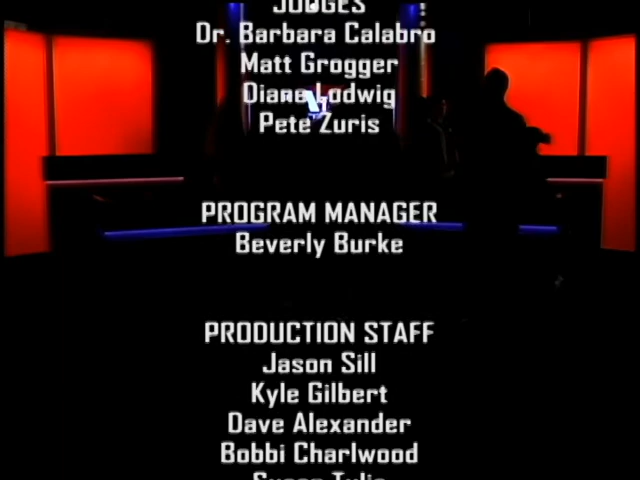 JUDGES
Dr. Barbara Calabro
Matt Grogger
Diane Lodwig
Pete Zuris
PROGRAM MANAGER
Beverly Burke
PRODUCTION STAFF
Jason Sill
Kyle Gilbert
Dave Alexander
Bobbi Charlwood